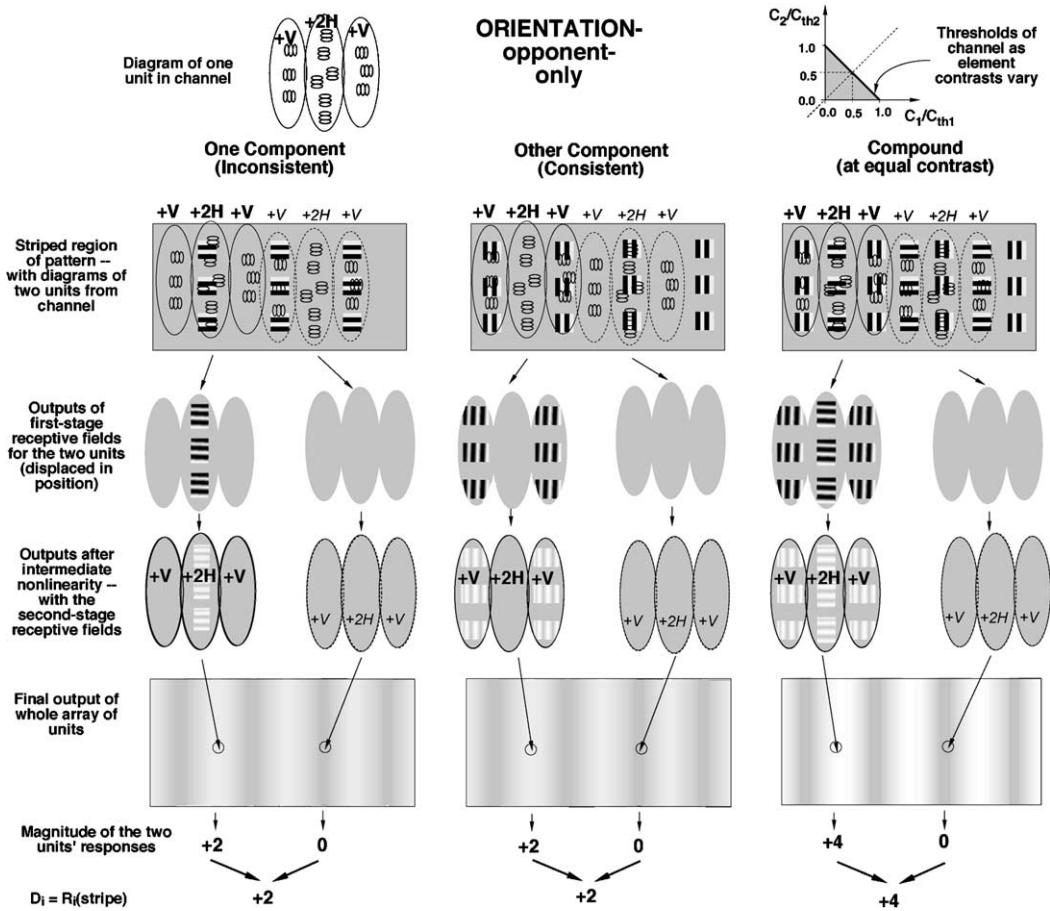 +V
+2H
+V
Diagram of one
unit in channel
ORIENTATION-
opponent-
only
C2/Cth2
1.0
0.5
0.0
0.0 0.5 1.0
C1/Cth1
Thresholds of
channel as
element
contrasts vary
One Component
(Inconsistent)
Other Component
(Consistent)
Compound
(at equal contrast)
+V +2H +V +V +2H +V
+V +2H +V +V +2H +V
+V +2H +V +V +2H +V
Striped region
of pattern --
with diagrams of
two units from
channel
Outputs of
first-stage
receptive fields
for the two units
(displaced in
position)
Outputs after
intermediate
nonlinearity --
with the
second-stage
receptive fields
+V +2H +V
+V +2H +V
+V +2H +V
+V +2H +V
+V +2H +V
+V +2H +V
Final output of
whole array of
units
Magnitude of the two
units' responses
+2 0
+2 0
+4 0
Di = Ri(stripe)
+2
+2
+4